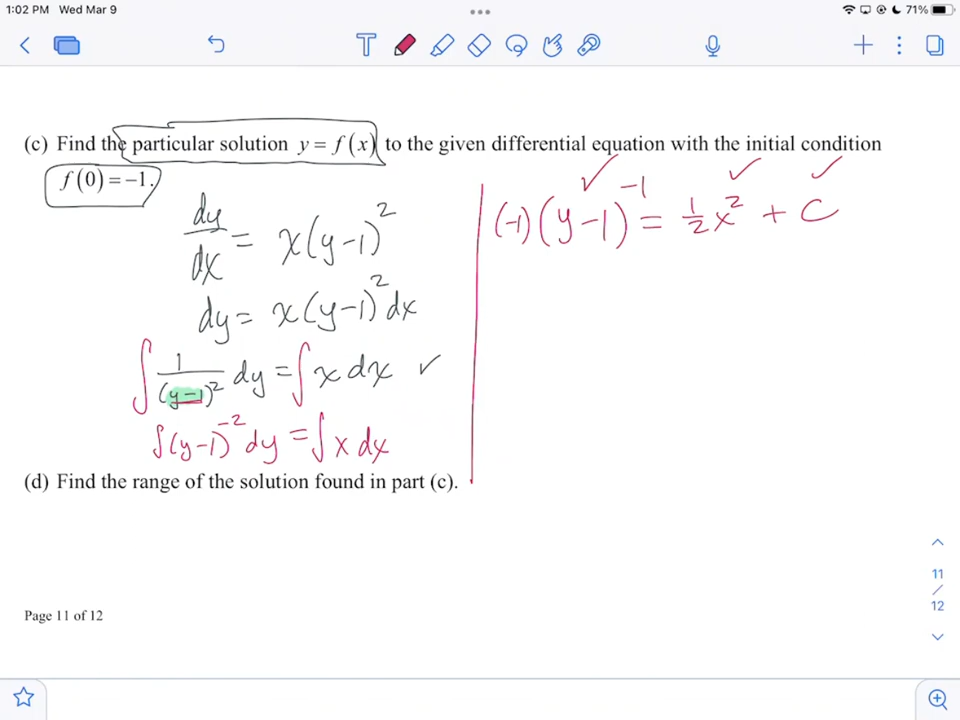 1:02 PM Wed Mar 9
71%
T
(c) Find the particular solution y = f(x) to the given differential equation with the initial condition
f(0) = −1.
dy/dx = x(y−1)²
dy = x(y−1)²dx
∫ 1/(y−1)² dy = ∫ x dx ✓
∫(y−1)⁻² dy = ∫ x dx
✓ ✓ ✓
(-1)(y−1)⁻¹ = ½x² + C
(d) Find the range of the solution found in part (c).
11
/
12
Page 11 of 12